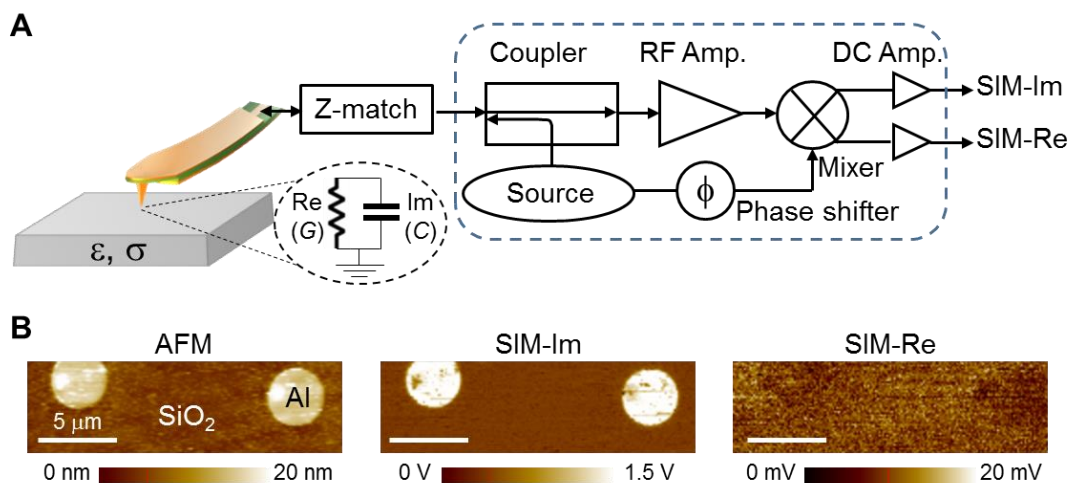 A
Coupler
RF Amp.
DC Amp.
Z-match
SIM-Im
SIM-Re
Mixer
Source
ϕ
Phase shifter
Re
(G)
Im
(C)
ε, σ
B
AFM
SIM-Im
SIM-Re
Al
SiO₂
5 μm
0 nm
20 nm
0 V
1.5 V
0 mV
20 mV